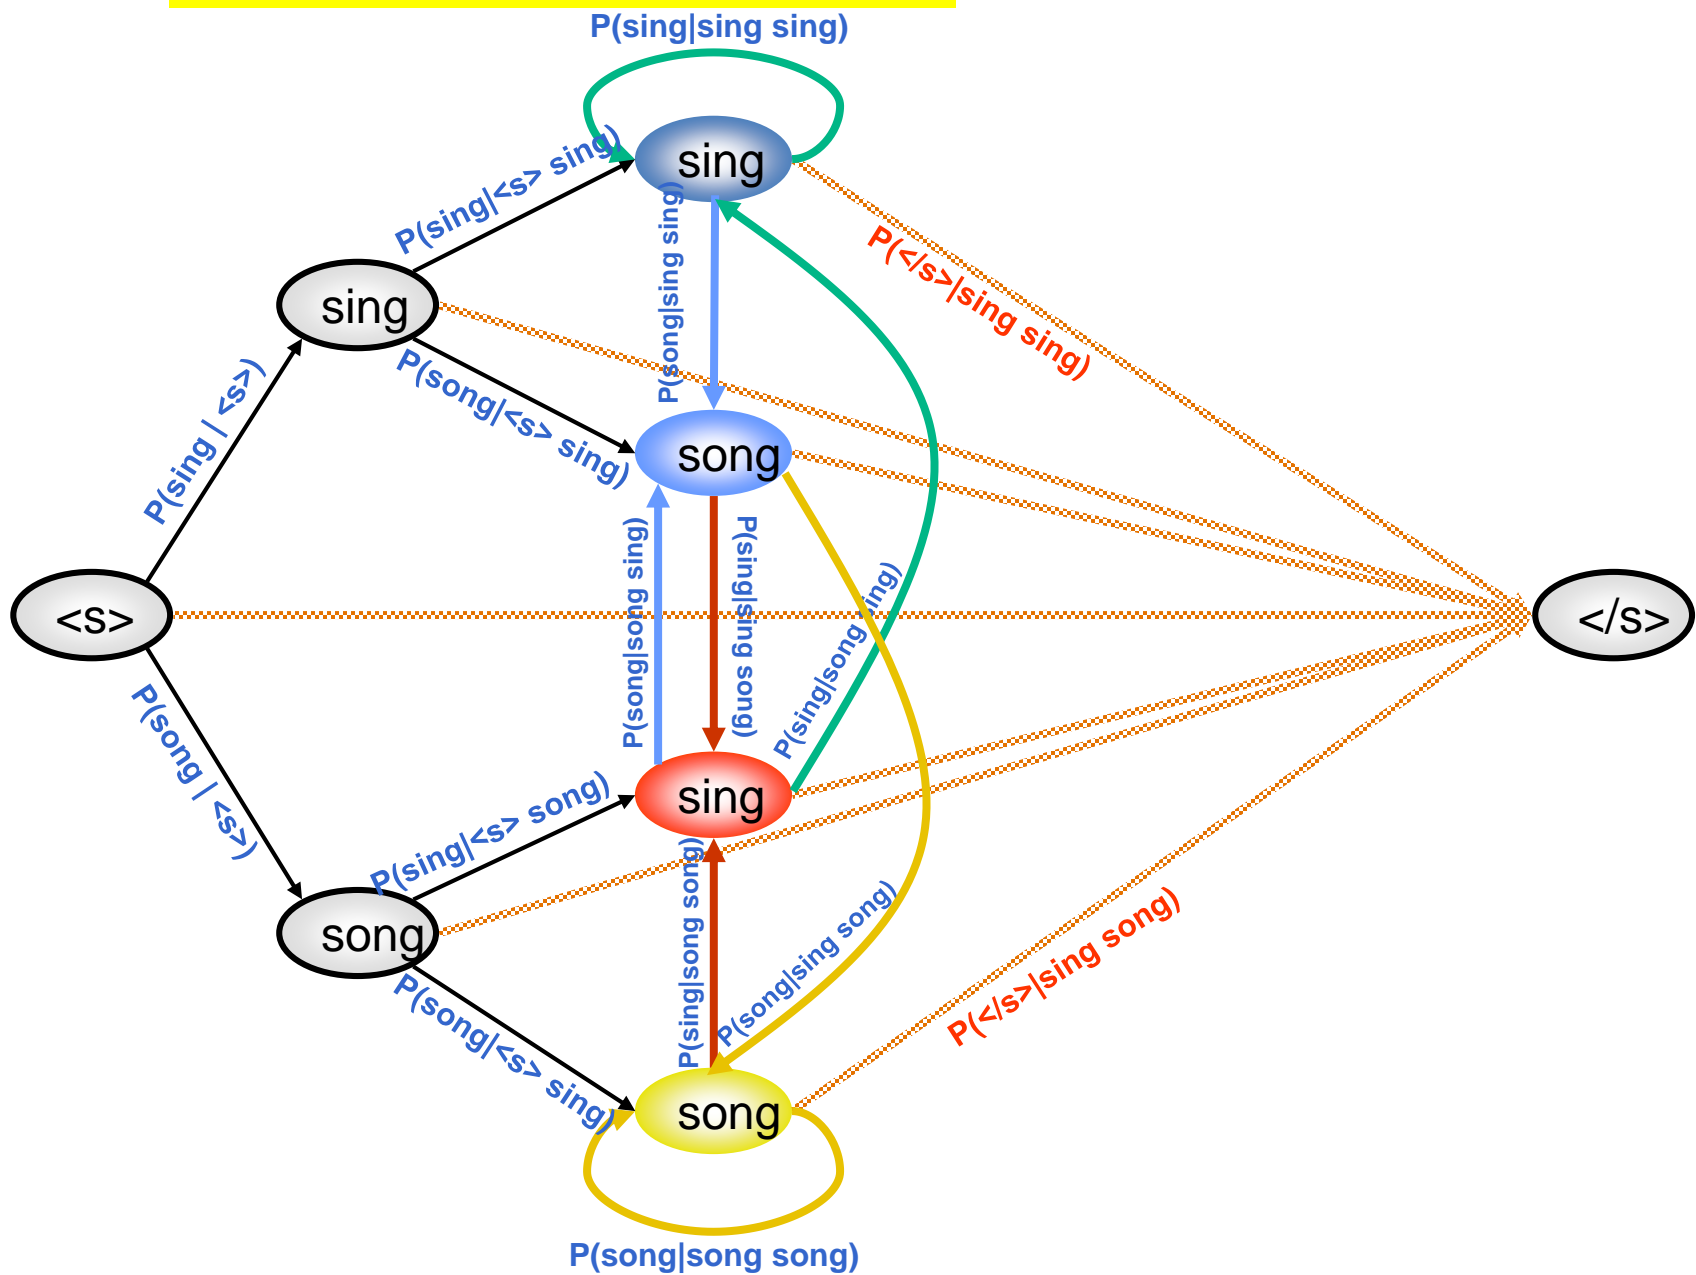 P(sing|sing sing)
sing
P(sing|<s> sing)
P(song|sing sing)
P(</s>|sing sing)
sing
P(song|<s> sing)
P(sing | <s>)
song
P(song|song sing)
P(sing|sing song)
P(sing|song sing)
<s>
</s>
P(song | <s>)
sing
P(sing|<s> song)
P(sing|song song)
P(song|sing song)
P(</s>|sing song)
song
P(song|<s> sing)
song
P(song|song song)